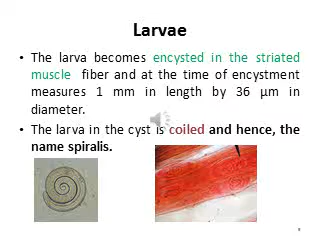 Larvae
• The larva becomes encysted in the striated
muscle fiber and at the time of encystment
measures 1 mm in length by 36 µm in
diameter.
• The larva in the cyst is coiled and hence, the
name spiralis.